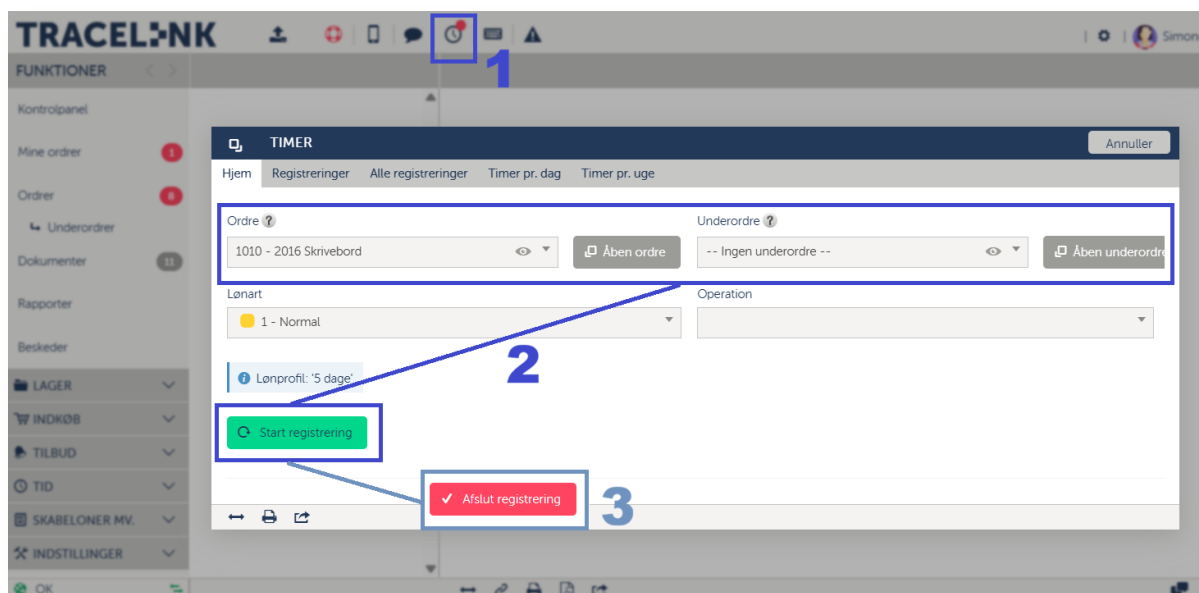 TRACEL:NK
Simon
1
FUNKTIONER
Kontrolpanel
Mine ordrer 1
Ordrer 8
Underordrer
Dokumenter 11
Rapporter
Beskeder
LAGER
INDKØB
TILBUD
TID
SKABELONER MV.
INDSTILLINGER
OK
TIMER Annuller
Hjem Registreringer Alle registreringer Timer pr. dag Timer pr. uge
Ordre ? Underordre ?
1010 - 2016 Skrivebord Åben ordre -- Ingen underordre -- Åben underordre
Lønart Operation
1 - Normal
2
Lønprofil: '5 dage'
Start registrering
Afslut registrering 3